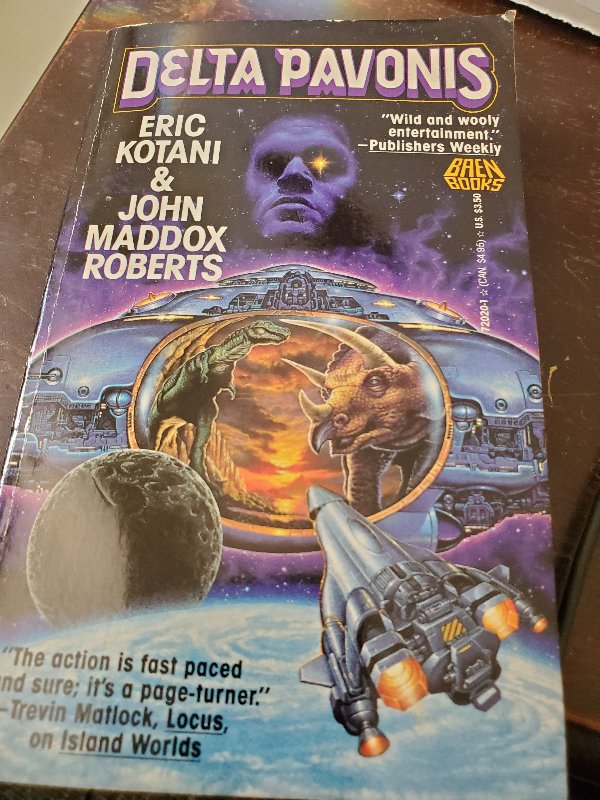 DELTA PAVONIS
ERIC
KOTANI
&
JOHN
MADDOX
ROBERTS
"Wild and wooly
entertainment."
—Publishers Weekly
BAEN
BOOKS
72020-1 ☆ (CAN. $4.95) ☆ U.S. $3.50
"The action is fast paced
nd sure; it's a page-turner."
—Trevin Matlock, Locus,
on Island Worlds